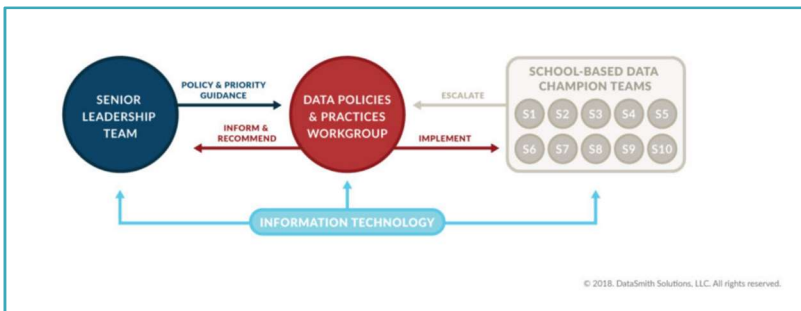 SENIOR
LEADERSHIP
TEAM
POLICY & PRIORITY
GUIDANCE
INFORM &
RECOMMEND
DATA POLICIES
& PRACTICES
WORKGROUP
ESCALATE
IMPLEMENT
SCHOOL-BASED DATA
CHAMPION TEAMS
S1 S2 S3 S4 S5
S6 S7 S8 S9 S10
INFORMATION TECHNOLOGY
© 2018. DataSmith Solutions, LLC. All rights reserved.